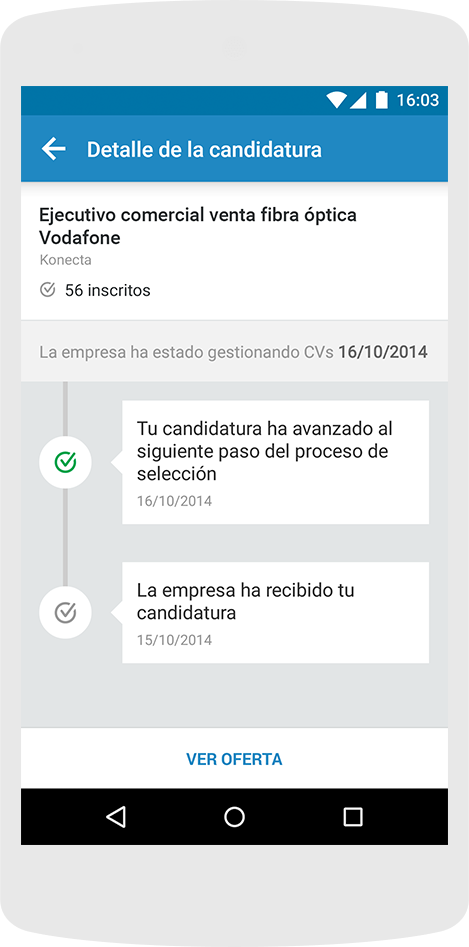 16:03
Detalle de la candidatura
Ejecutivo comercial venta fibra óptica
Vodafone
Konecta
56 inscritos
La empresa ha estado gestionando CVs 16/10/2014
Tu candidatura ha avanzado al
siguiente paso del proceso de
selección
16/10/2014
La empresa ha recibido tu
candidatura
15/10/2014
VER OFERTA